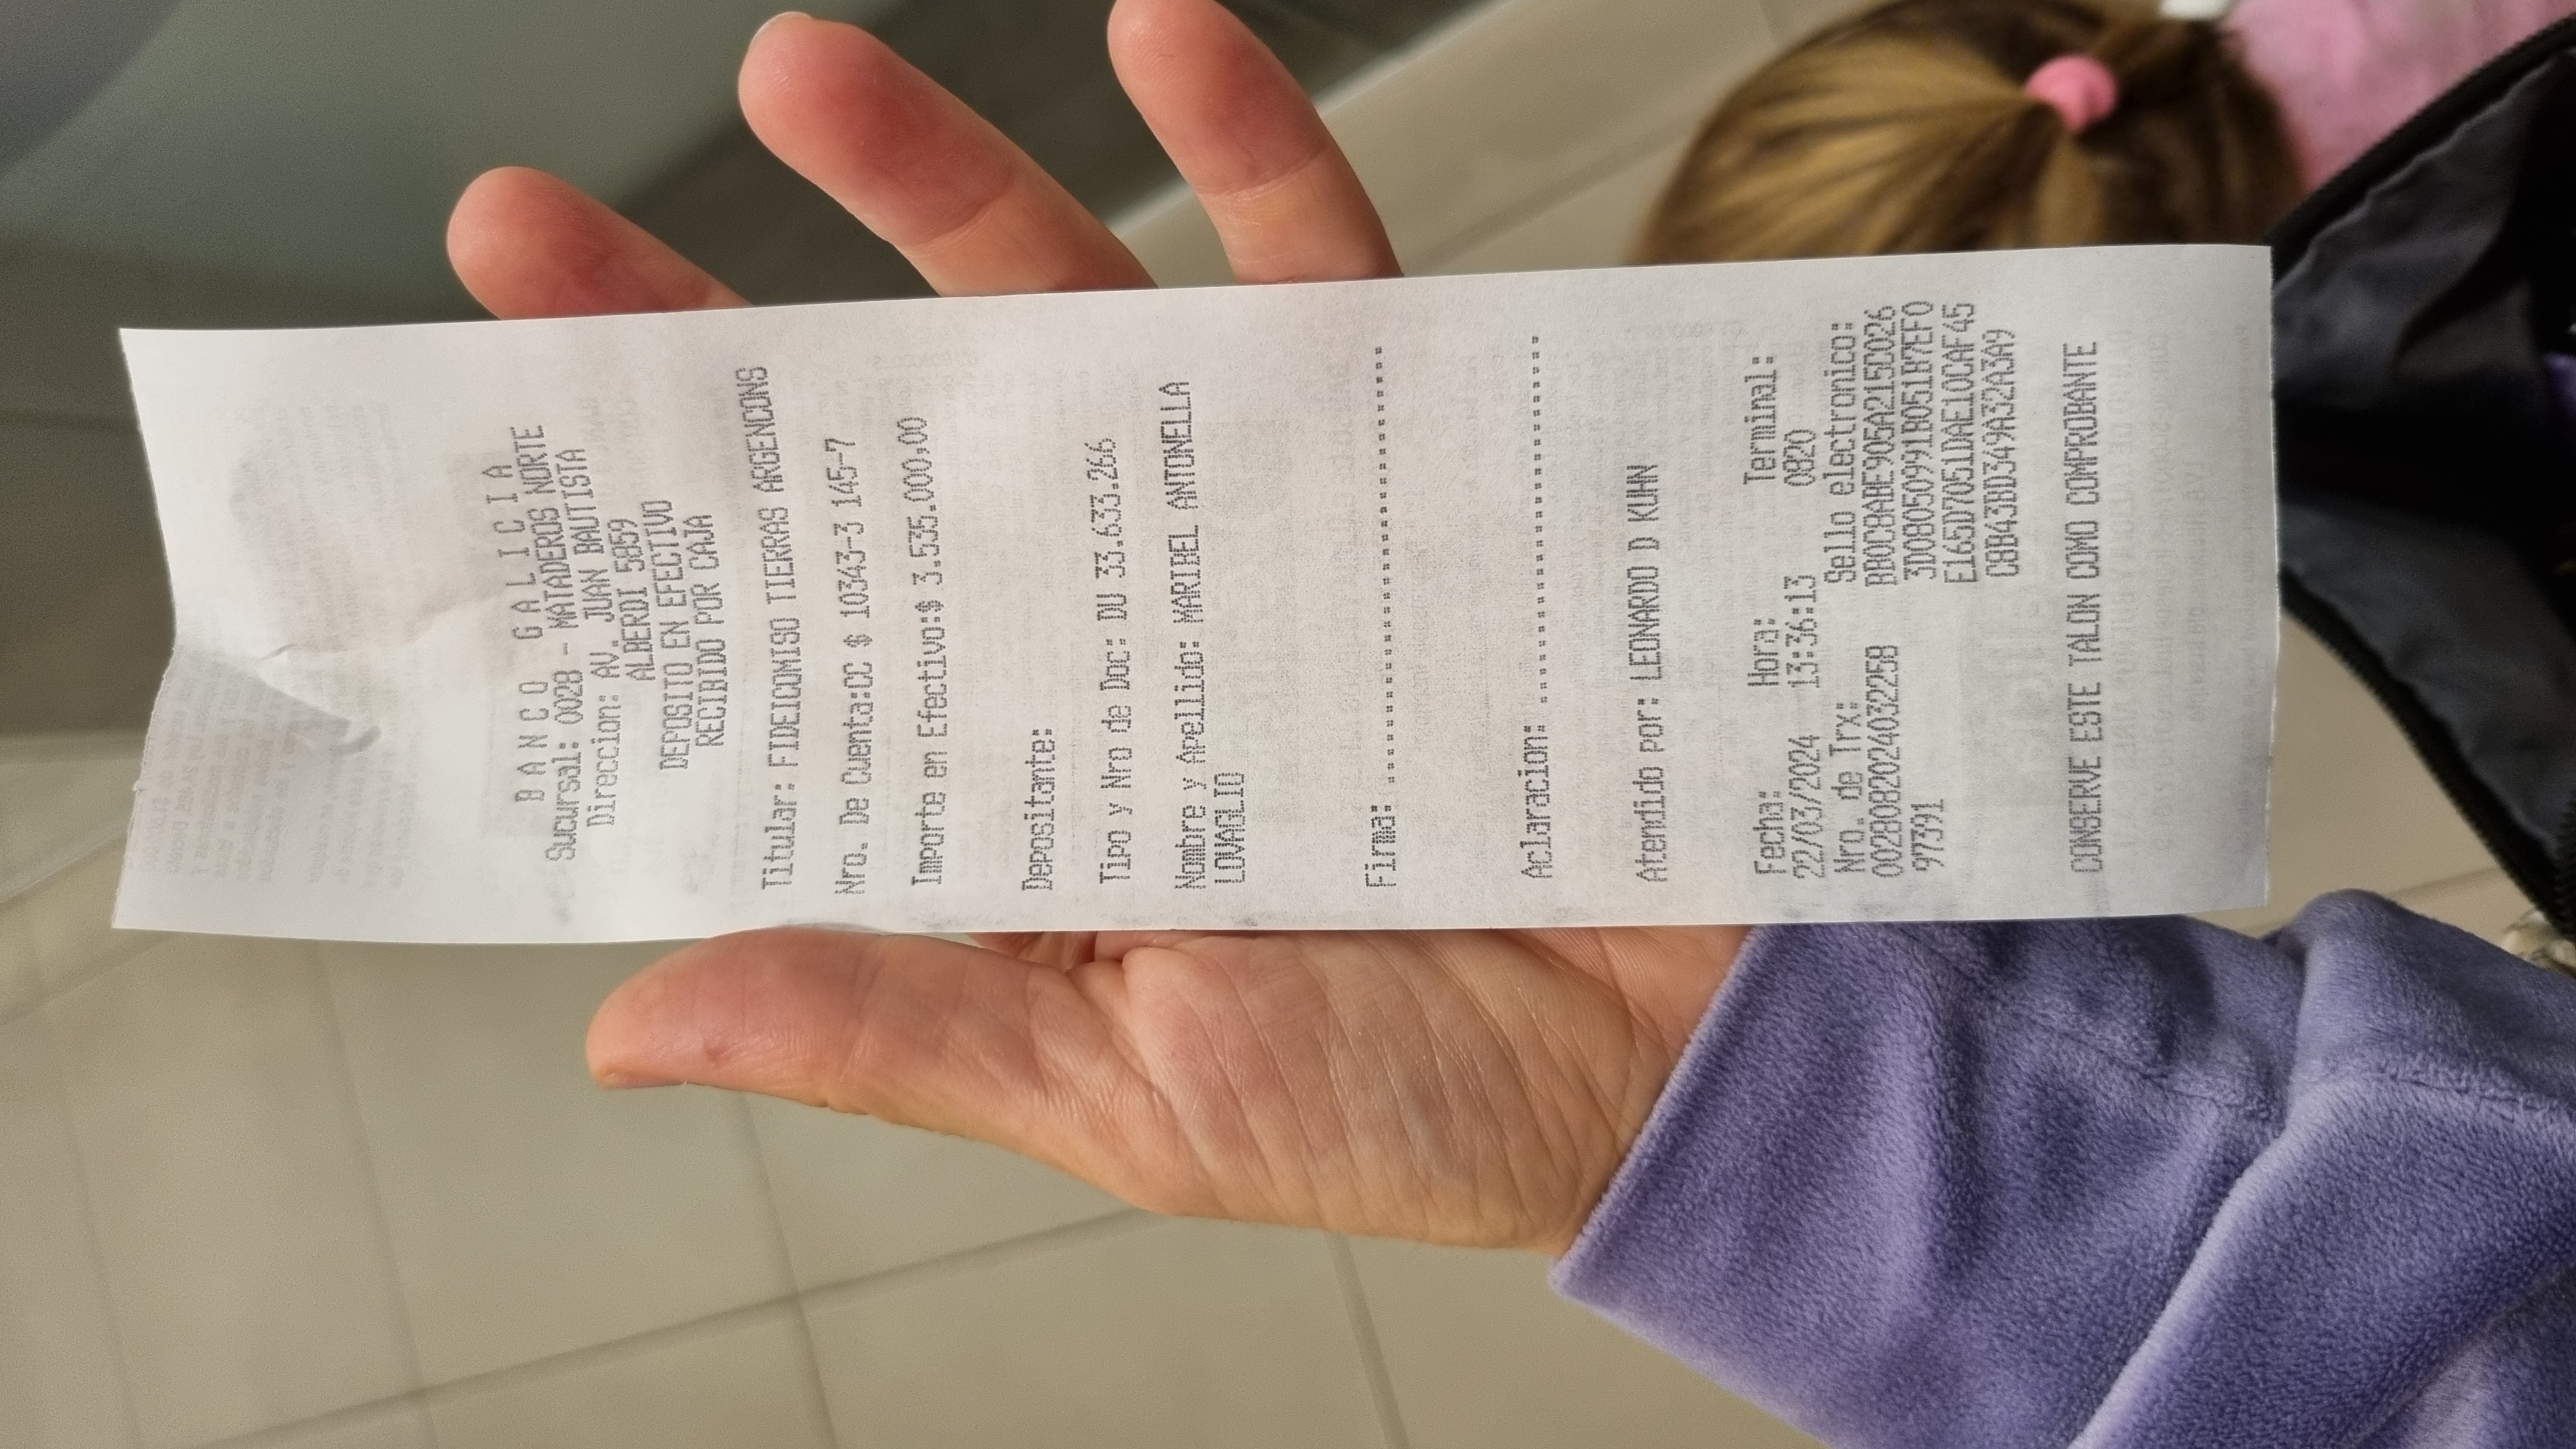 B A N C O  G A L I C I A
Sucursal: 0028 - MATADEROS NORTE
Direccion: AV. JUAN BAUTISTA
ALBERDI 5859
DEPOSITO EN EFECTIVO
RECIBIDO POR CAJA
Titular: FIDEICOMISO TIERRAS ARGENCONS
Nro. De Cuenta:CC $ 10343-3 145-7
Importe en Efectivo:$ 3.535.000.00
Depositante:
Tipo y Nro de Doc: DU 33.633.266
Nombre y Apellido: MARIBEL ANTONELLA
LOVAGLIO
Firma: ..............................
Aclaracion: .........................
Atendido por: LEONARDO D KUHN
Fecha: Hora: Terminal:
22/03/2024 13:36:13 0820
Nro. de Trx: Sello electronico:
0028082024032258 BB0C8ABE905A215D026
97391 3D08050991B051B7EF0
E165D7051DAE10CAF45
C8B43BD349A32A3A9
CONSERVE ESTE TALON COMO COMPROBANTE